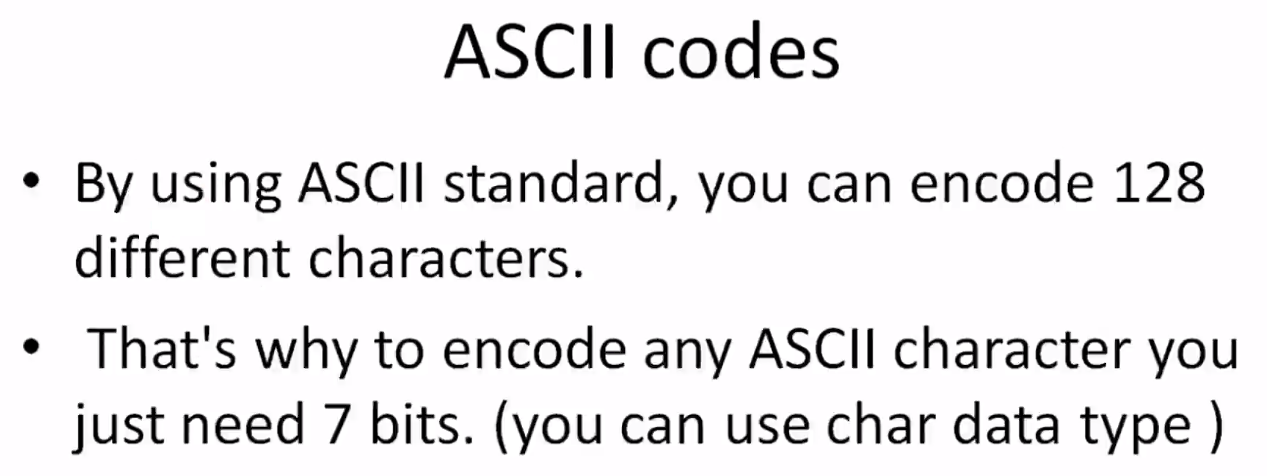 ASCII codes
• By using ASCII standard, you can encode 128
different characters.
• That's why to encode any ASCII character you
just need 7 bits. (you can use char data type )